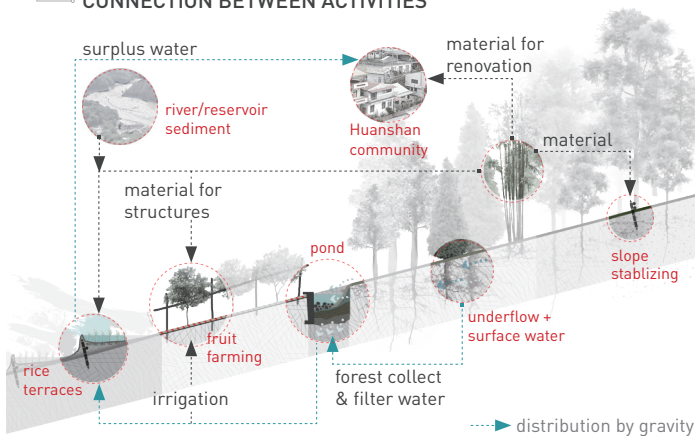 CONNECTION BETWEEN ACTIVITIES
surplus water
material for
renovation
river/reservoir
sediment
Huanshan
community
material
material for
structures
pond
slope
stablizing
underflow +
surface water
fruit
farming
rice
terraces
forest collect
& filter water
irrigation
distribution by gravity